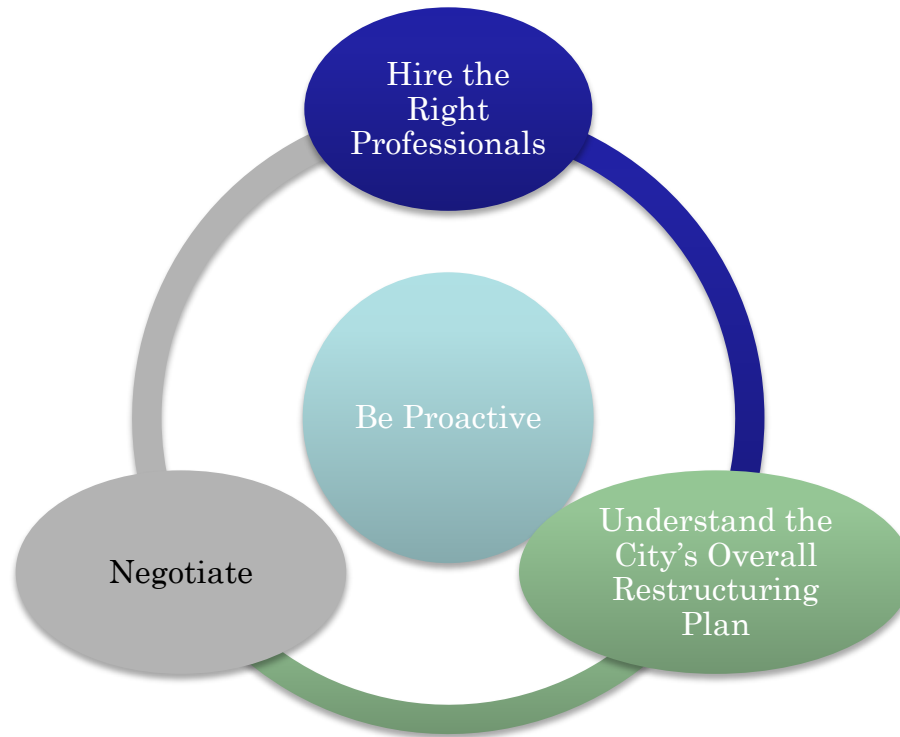 Hire the
Right
Professionals
Be Proactive
Understand the
City’s Overall
Restructuring
Plan
Negotiate